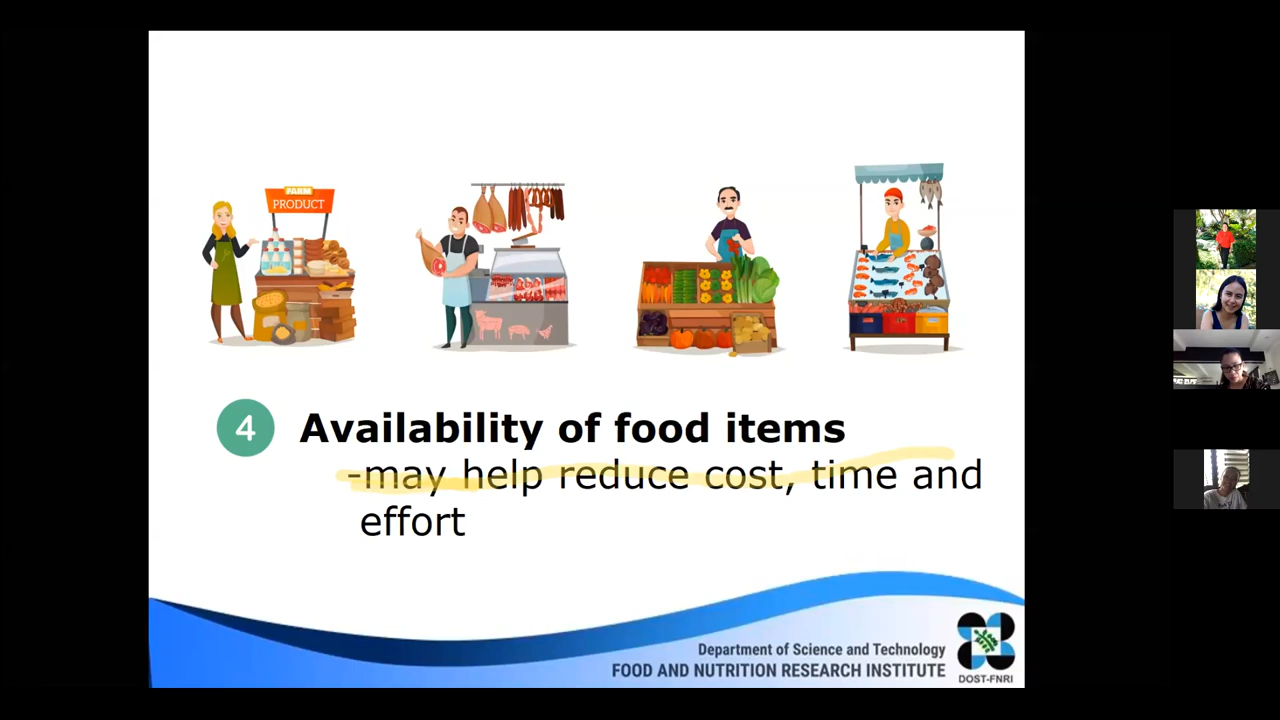 FARM
PRODUCT
4
Availability of food items
-may help reduce cost, time and
effort
Department of Science and Technology
FOOD AND NUTRITION RESEARCH INSTITUTE
DOST-FNRI